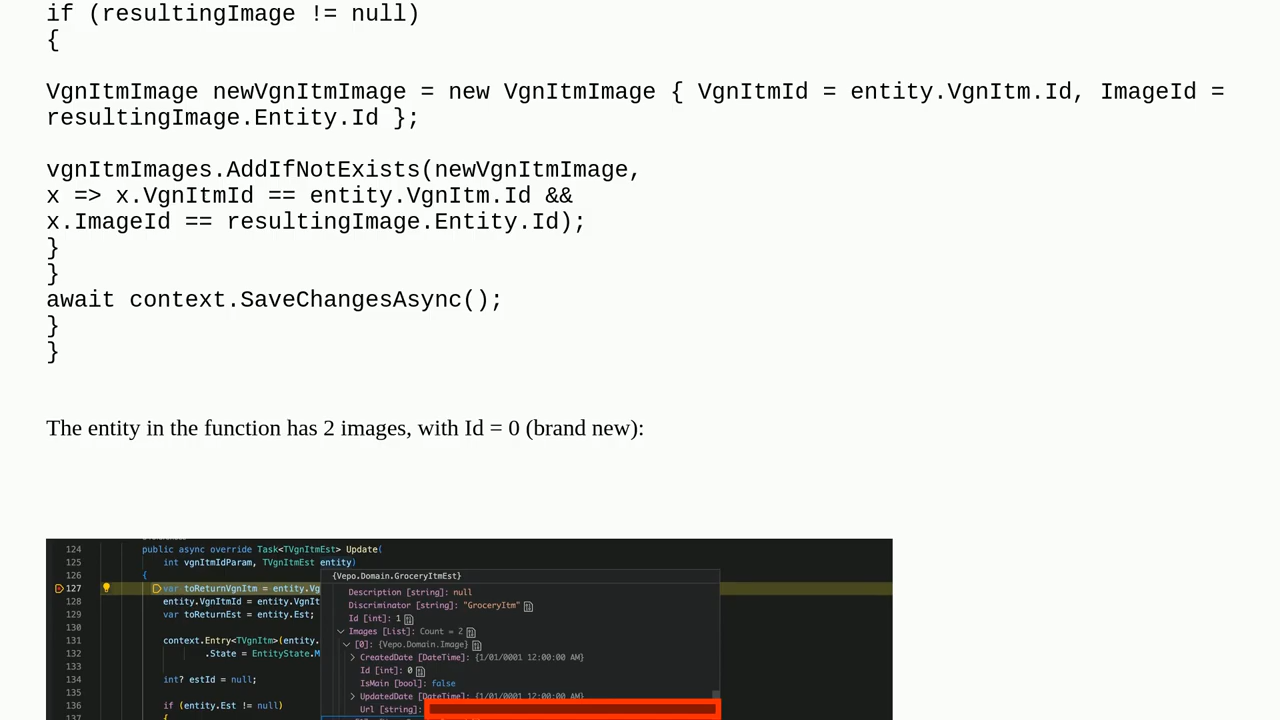 if (resultingImage != null)
{
VgnItmImage newVgnItmImage = new VgnItmImage { VgnItmId = entity.VgnItm.Id, ImageId =
resultingImage.Entity.Id };
vgnItmImages.AddIfNotExists(newVgnItmImage,
x => x.VgnItmId == entity.VgnItm.Id &&
x.ImageId == resultingImage.Entity.Id);
}
}
await context.SaveChangesAsync();
}
}
The entity in the function has 2 images, with Id = 0 (brand new):
124 public async override Task<TVgnItmEst> Update(
125 int vgnItmIdParam, TVgnItmEst entity)
126 { {Vepo.Domain.GroceryItmEst}
127 var toReturnVgnItm = entity.Vg
Description [string]: null
128 entity.VgnItmId = entity.VgnIt
Discriminator [string]: "GroceryItm"
129 var toReturnEst = entity.Est;
Id [int]: 1
130 Images [List]: Count = 2
131 context.Entry<TVgnItm>(entity.
[0]: {Vepo.Domain.Image}
132 .State = EntityState.M
CreatedDate [DateTime]: {1/01/0001 12:00:00 AM}
133 Id [int]: 0
134 int? estId = null;
IsMain [bool]: false
135 UpdatedDate [DateTime]: {1/01/0001 12:00:00 AM}
136 if (entity.Est != null)
Url [string]:
137 {